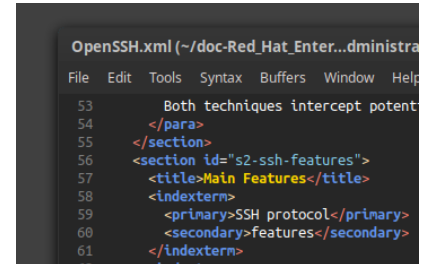 OpenSSH.xml (~/doc-Red_Hat_Enter...dministra
File Edit Tools Syntax Buffers Window Help
53 Both techniques intercept potent
54 </para>
55 </section>
56 <section id="s2-ssh-features">
57 <title>Main Features</title>
58 <indexterm>
59 <primary>SSH protocol</primary>
60 <secondary>features</secondary>
61 </indexterm>